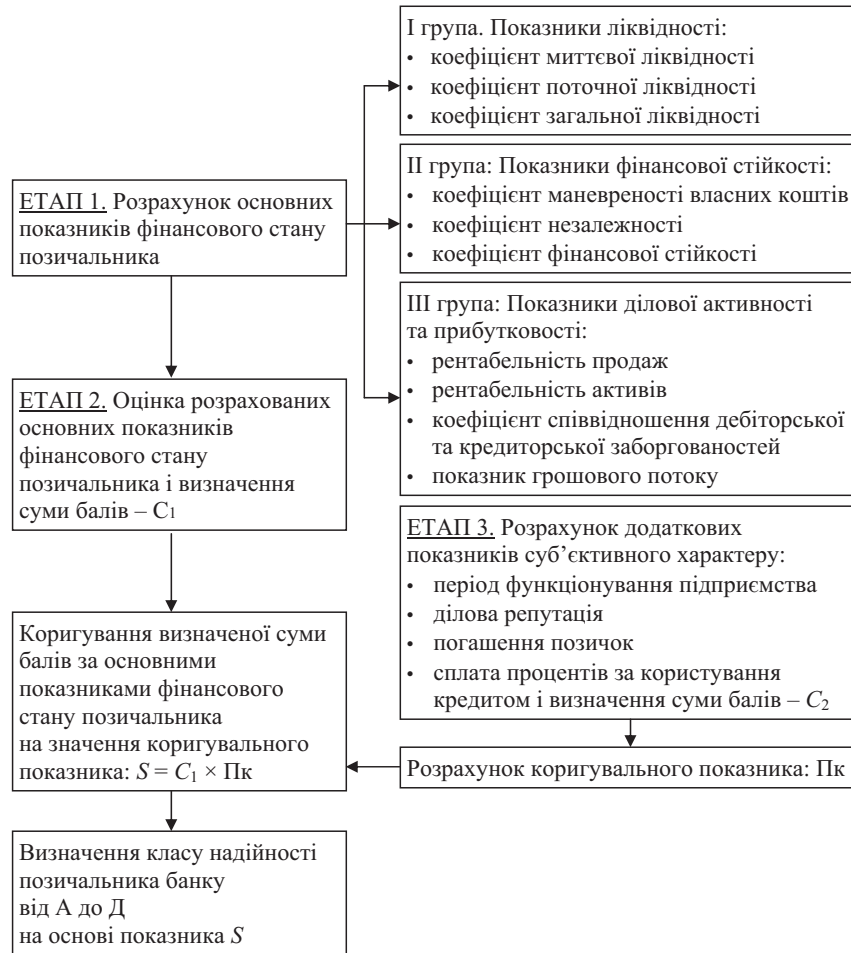 І група. Показники ліквідності:
• коефіцієнт миттєвої ліквідності
• коефіцієнт поточної ліквідності
• коефіцієнт загальної ліквідності
ІІ група: Показники фінансової стійкості:
• коефіцієнт маневреності власних коштів
• коефіцієнт незалежності
• коефіцієнт фінансової стійкості
ЕТАП 1. Розрахунок основних
показників фінансового стану
позичальника
ІІІ група: Показники ділової активності
та прибутковості:
• рентабельність продаж
• рентабельність активів
• коефіцієнт співвідношення дебіторської
та кредиторської заборгованостей
• показник грошового потоку
ЕТАП 2. Оцінка розрахованих
основних показників
фінансового стану
позичальника і визначення
суми балів – С1
ЕТАП 3. Розрахунок додаткових
показників суб’єктивного характеру:
• період функціонування підприємства
• ділова репутація
• погашення позичок
• сплата процентів за користування
кредитом і визначення суми балів – C2
Розрахунок коригувального показника: Пк
Коригування визначеної суми
балів за основними
показниками фінансового
стану позичальника
на значення коригувального
показника: S = C1 × Пк
Визначення класу надійності
позичальника банку
від А до Д
на основі показника S